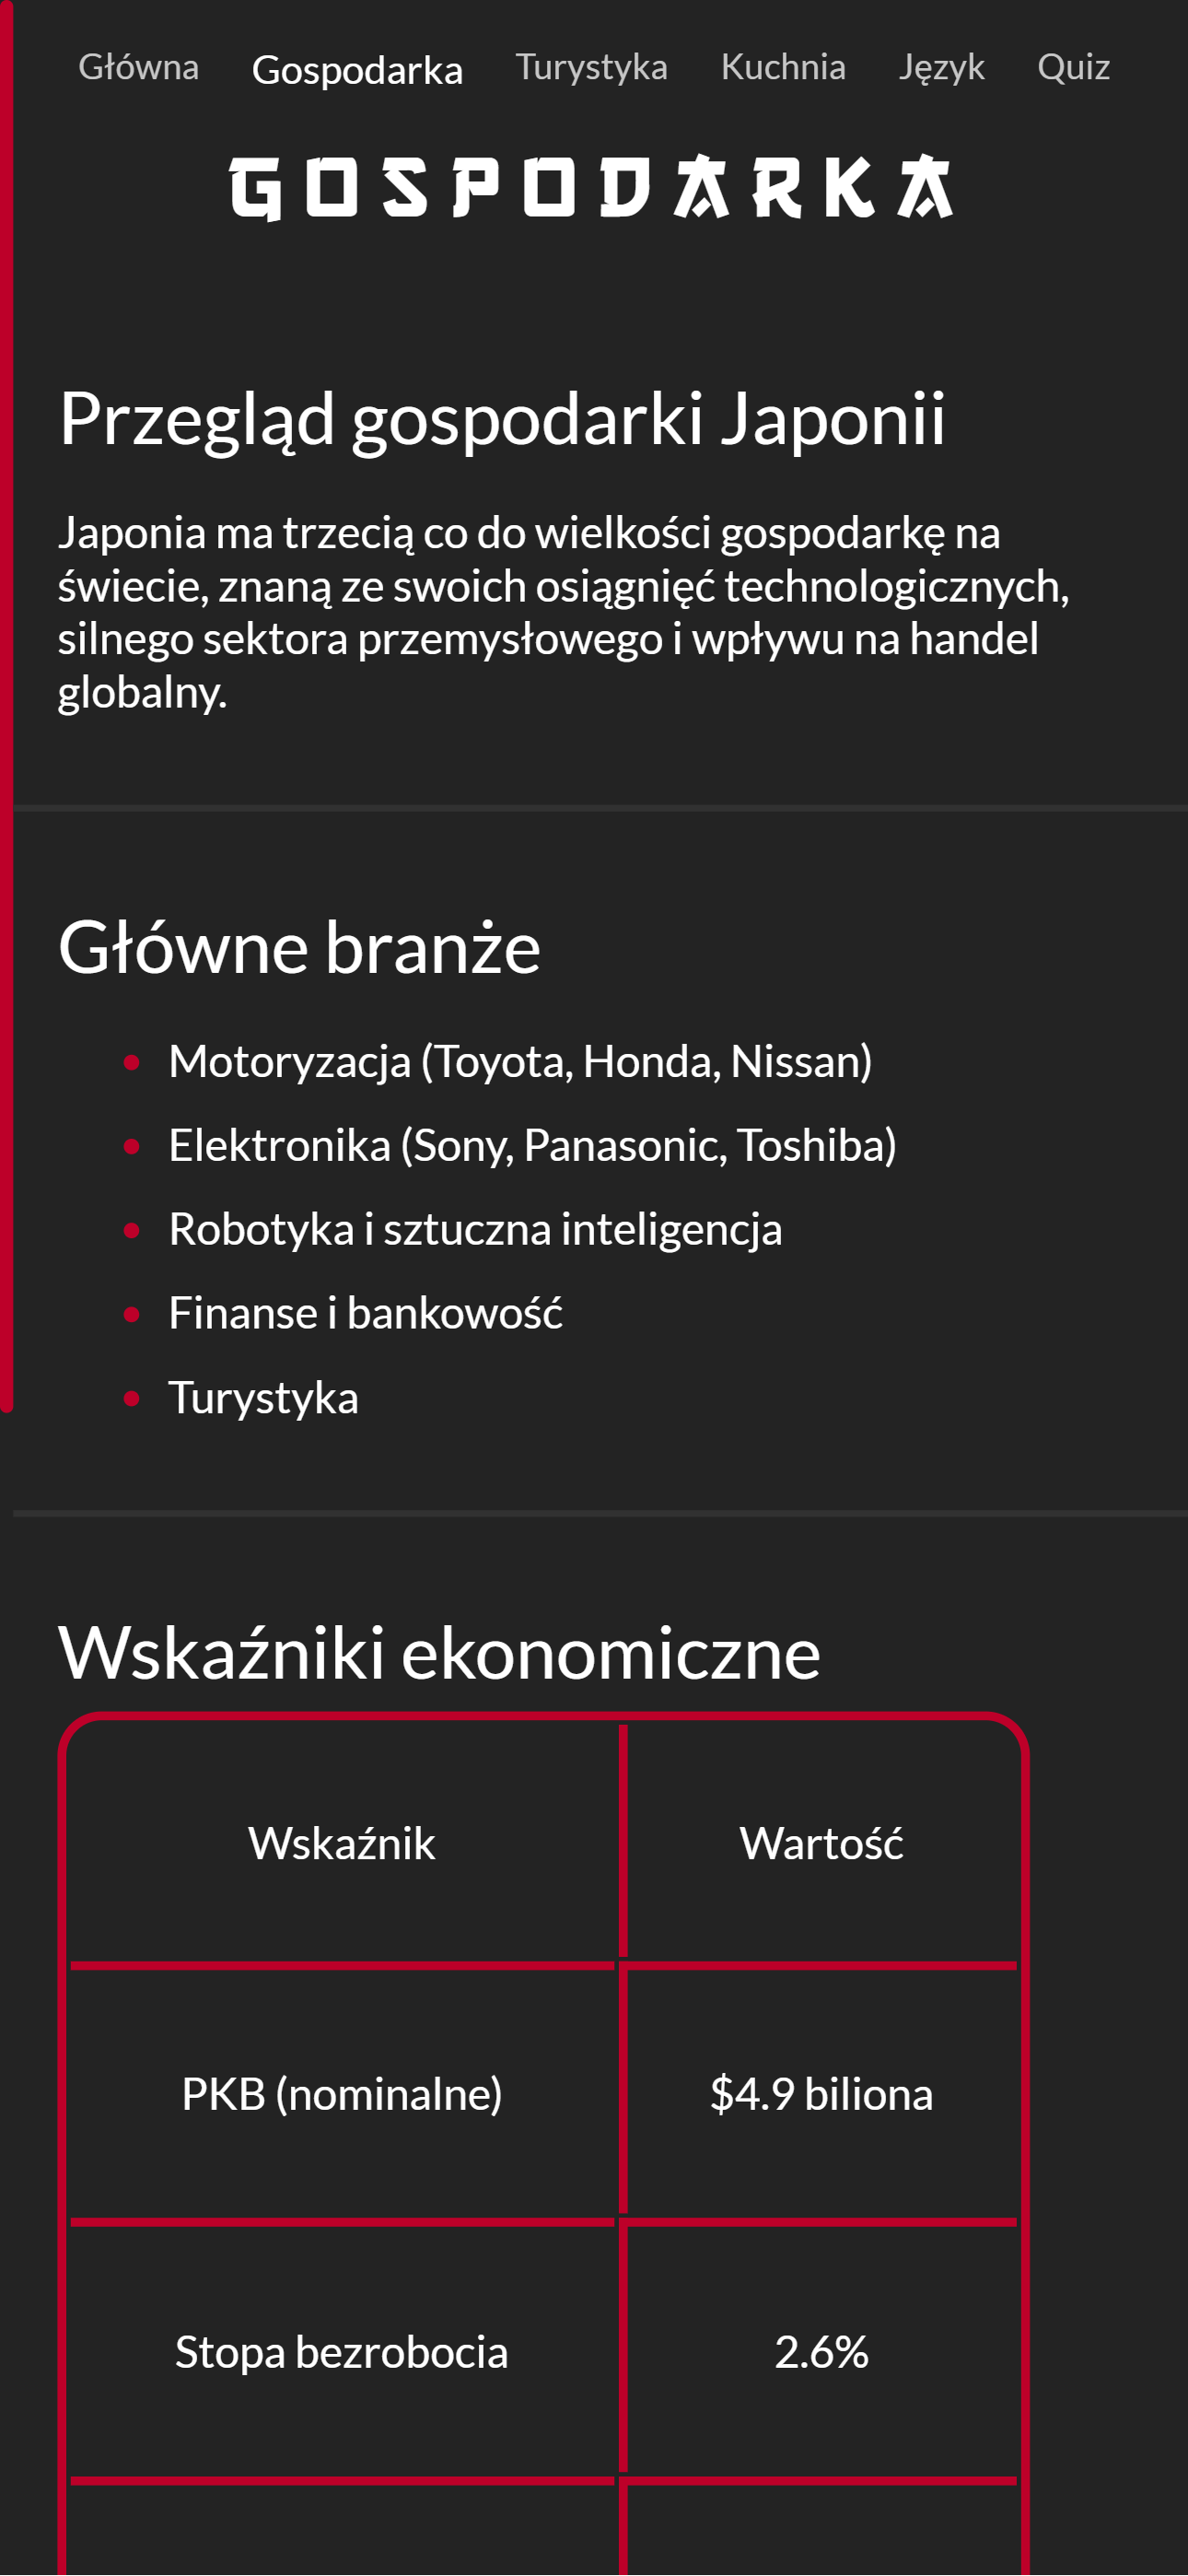 Główna Gospodarka Turystyka Kuchnia Język Quiz
GOSPODARKA
Przegląd gospodarki Japonii
Japonia ma trzecią co do wielkości gospodarkę na
świecie, znaną ze swoich osiągnięć technologicznych,
silnego sektora przemysłowego i wpływu na handel
globalny.
Główne branże
Motoryzacja (Toyota, Honda, Nissan)
Elektronika (Sony, Panasonic, Toshiba)
Robotyka i sztuczna inteligencja
Finanse i bankowość
Turystyka
Wskaźniki ekonomiczne
Wskaźnik Wartość
PKB (nominalne) $4.9 biliona
Stopa bezrobocia 2.6%